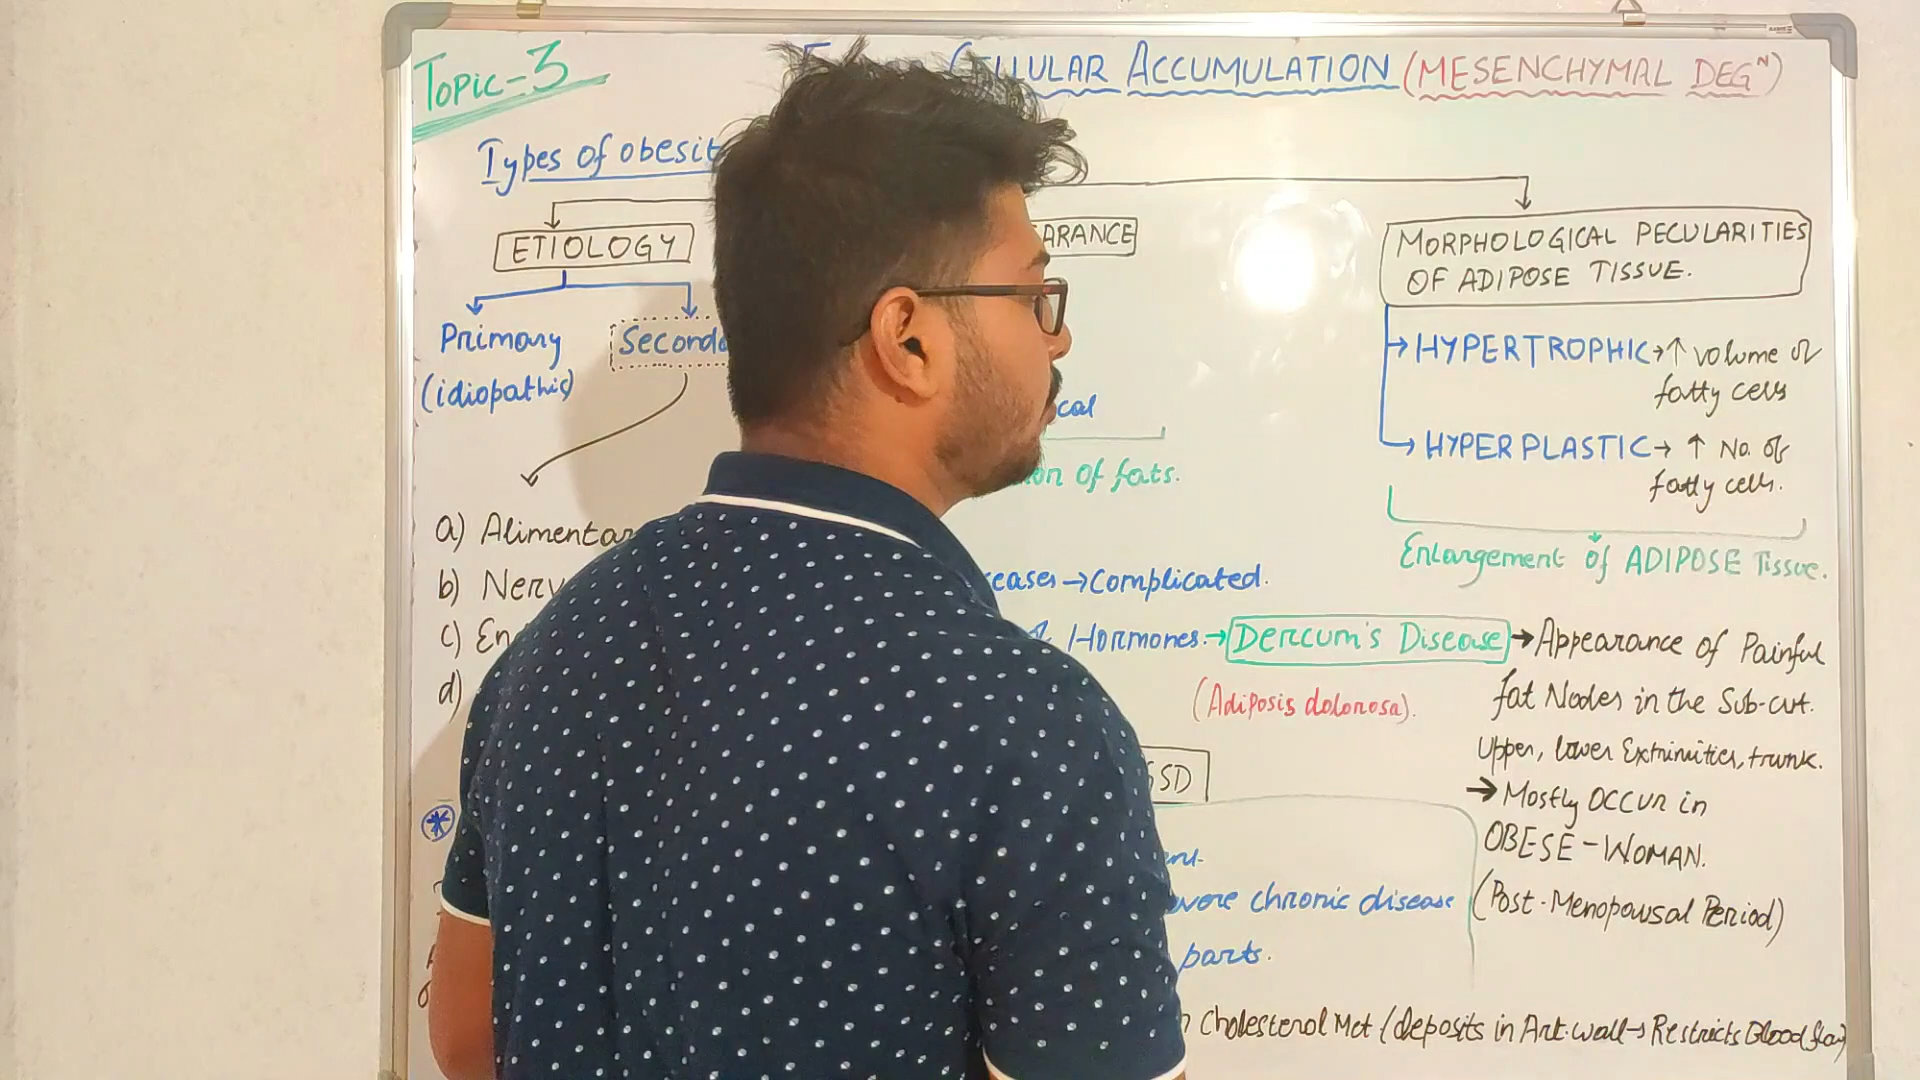 TOPIC-3
CELLULAR ACCUMULATION (MESENCHYMAL DEGᴺ)
Types of obesit
ETIOLOGY
ARANCE
MORPHOLOGICAL PECULARITIES
OF ADIPOSE TISSUE.
Primary
(idiopathic)
Seconda
HYPERTROPHIC→↑ volume of
fatty cells
cal
HYPERPLASTIC→ ↑ No. of
fatty cells.
on of fats.
a) Alimentar
Enlargement of ADIPOSE Tissue.
b) Nerv
eases→Complicated.
c) En
of Hormones.→ Dercum's Disease →Appearance of Painful
d)
(Adiposis dolorosa).
fat Nodes in the Sub-cut.
Upper, lower Extrimities, trunk.
SD
→ Mostly OCCUR in
OBESE-WOMAN.
vere chronic disease
(Post-Menopausal Period)
parts.
Cholesterol Met (deposits in Art. wall→Restricts Blood flow)